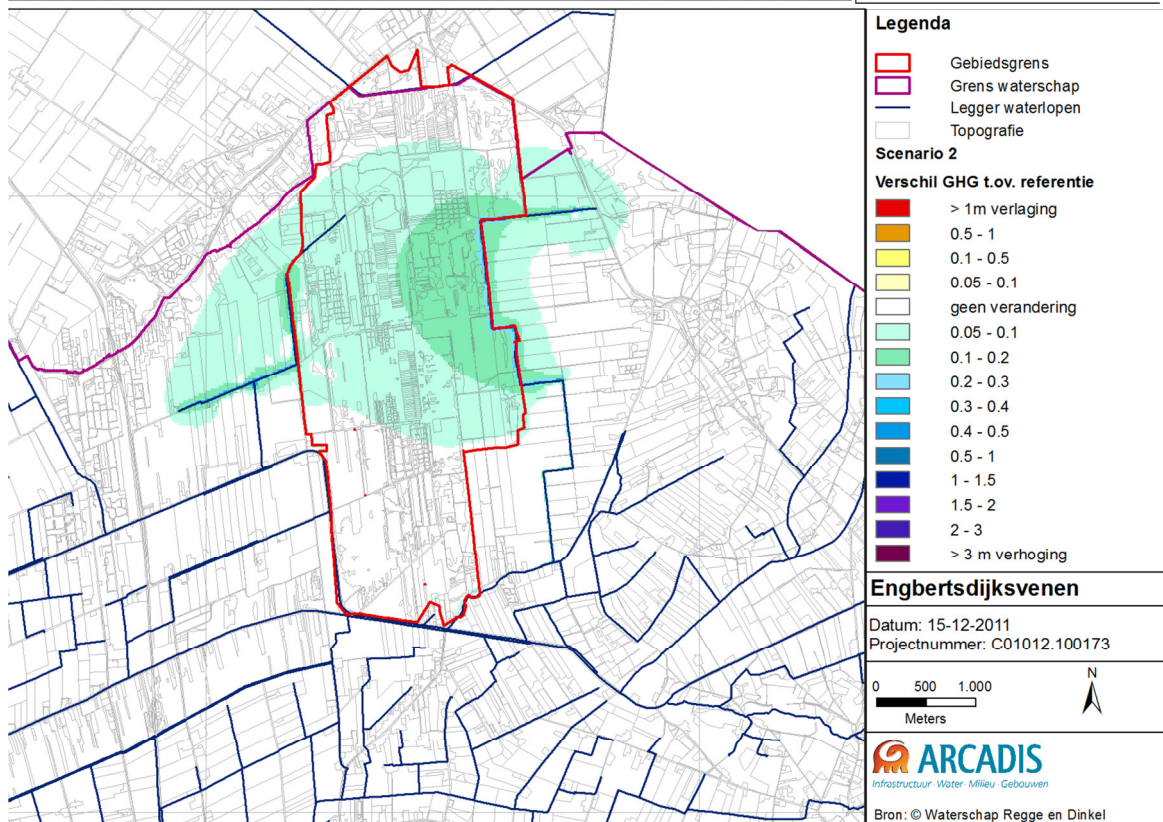 Legenda
Gebiedsgrens
Grens waterschap
Legger waterlopen
Topografie
Scenario 2
Verschil GHG t.ov. referentie
> 1m verlaging
0.5 - 1
0.1 - 0.5
0.05 - 0.1
geen verandering
0.05 - 0.1
0.1 - 0.2
0.2 - 0.3
0.3 - 0.4
0.4 - 0.5
0.5 - 1
1 - 1.5
1.5 - 2
2 - 3
> 3 m verhoging
Engbertsdijksvenen
Datum: 15-12-2011
Projectnummer: C01012.100173
0 500 1.000
Meters
N
ARCADIS
Infrastructuur · Water · Milieu · Gebouwen
Bron: © Waterschap Regge en Dinkel